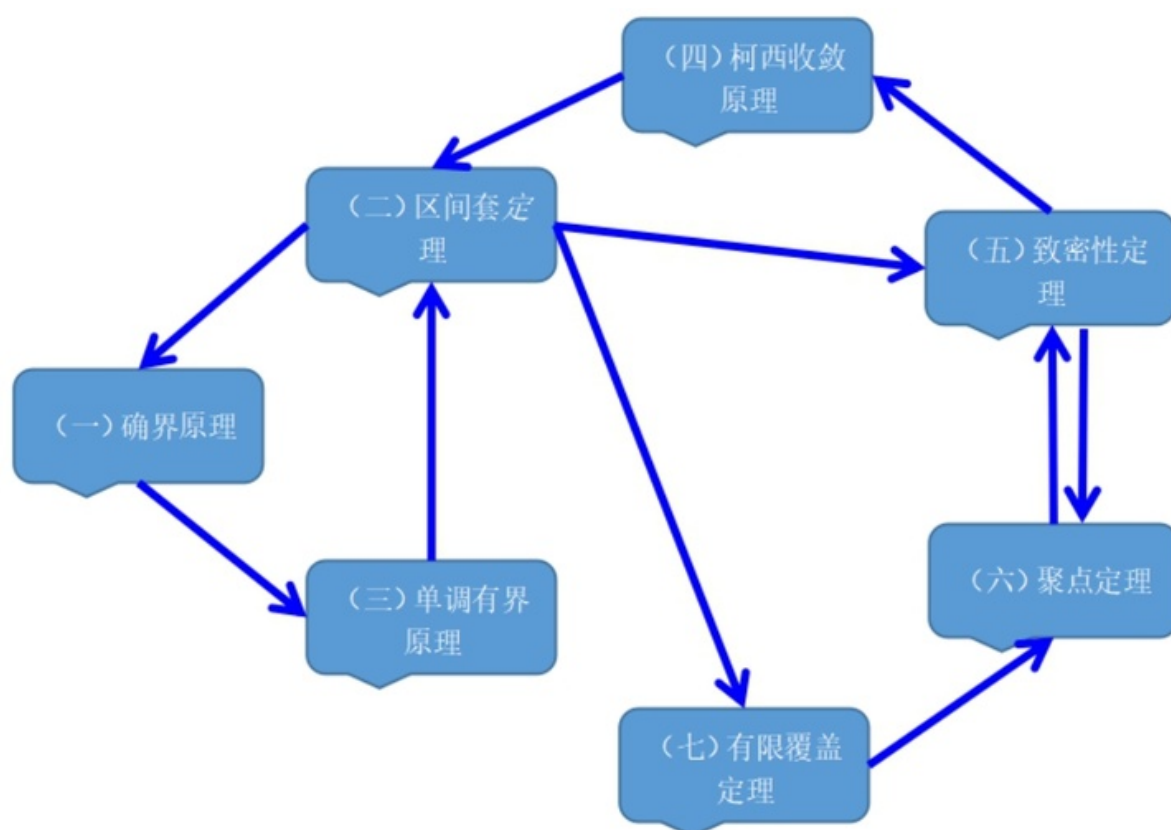 （四）柯西收敛
原理
（二）区间套定
理
（五）致密性定
理
（一）确界原理
（三）单调有界
原理
（六）聚点定理
（七）有限覆盖
定理